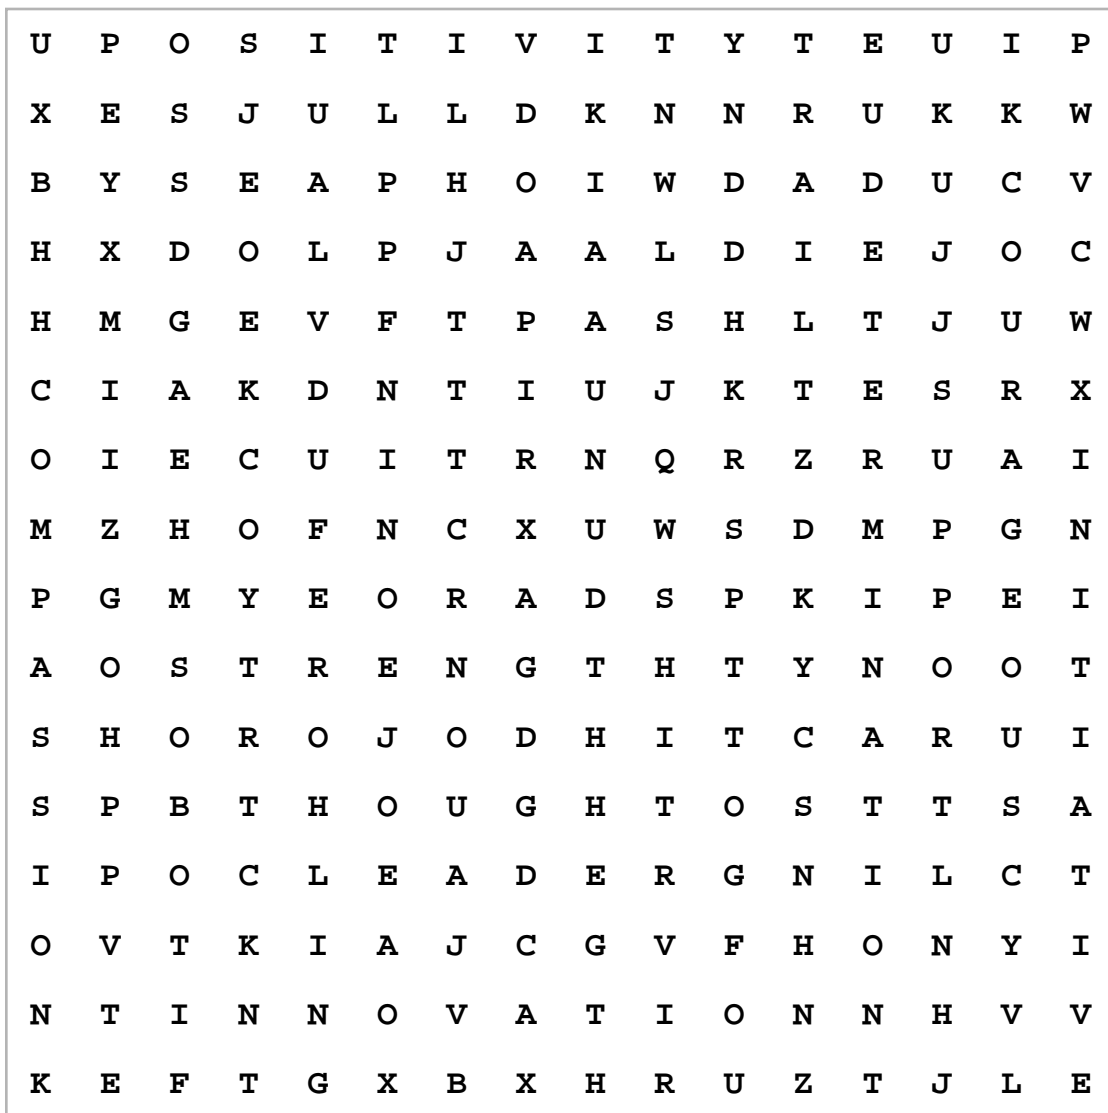 U P O S I T I V I T Y T E U I P
X E S J U L L D K N N R U K K W
B Y S E A P H O I W D A D U C V
H X D O L P J A A L D I E J O C
H M G E V F T P A S H L T J U W
C I A K D N T I U J K T E S R X
O I E C U I T R N Q R Z R U A I
M Z H O F N C X U W S D M P G N
P G M Y E O R A D S P K I P E I
A O S T R E N G T H T Y N O O T
S H O R O J O D H I T C A R U I
S P B T H O U G H T O S T T S A
I P O C L E A D E R G N I L C T
O V T K I A J C G V F H O N Y I
N T I N N O V A T I O N N H V V
K E F T G X B X H R U Z T J L E